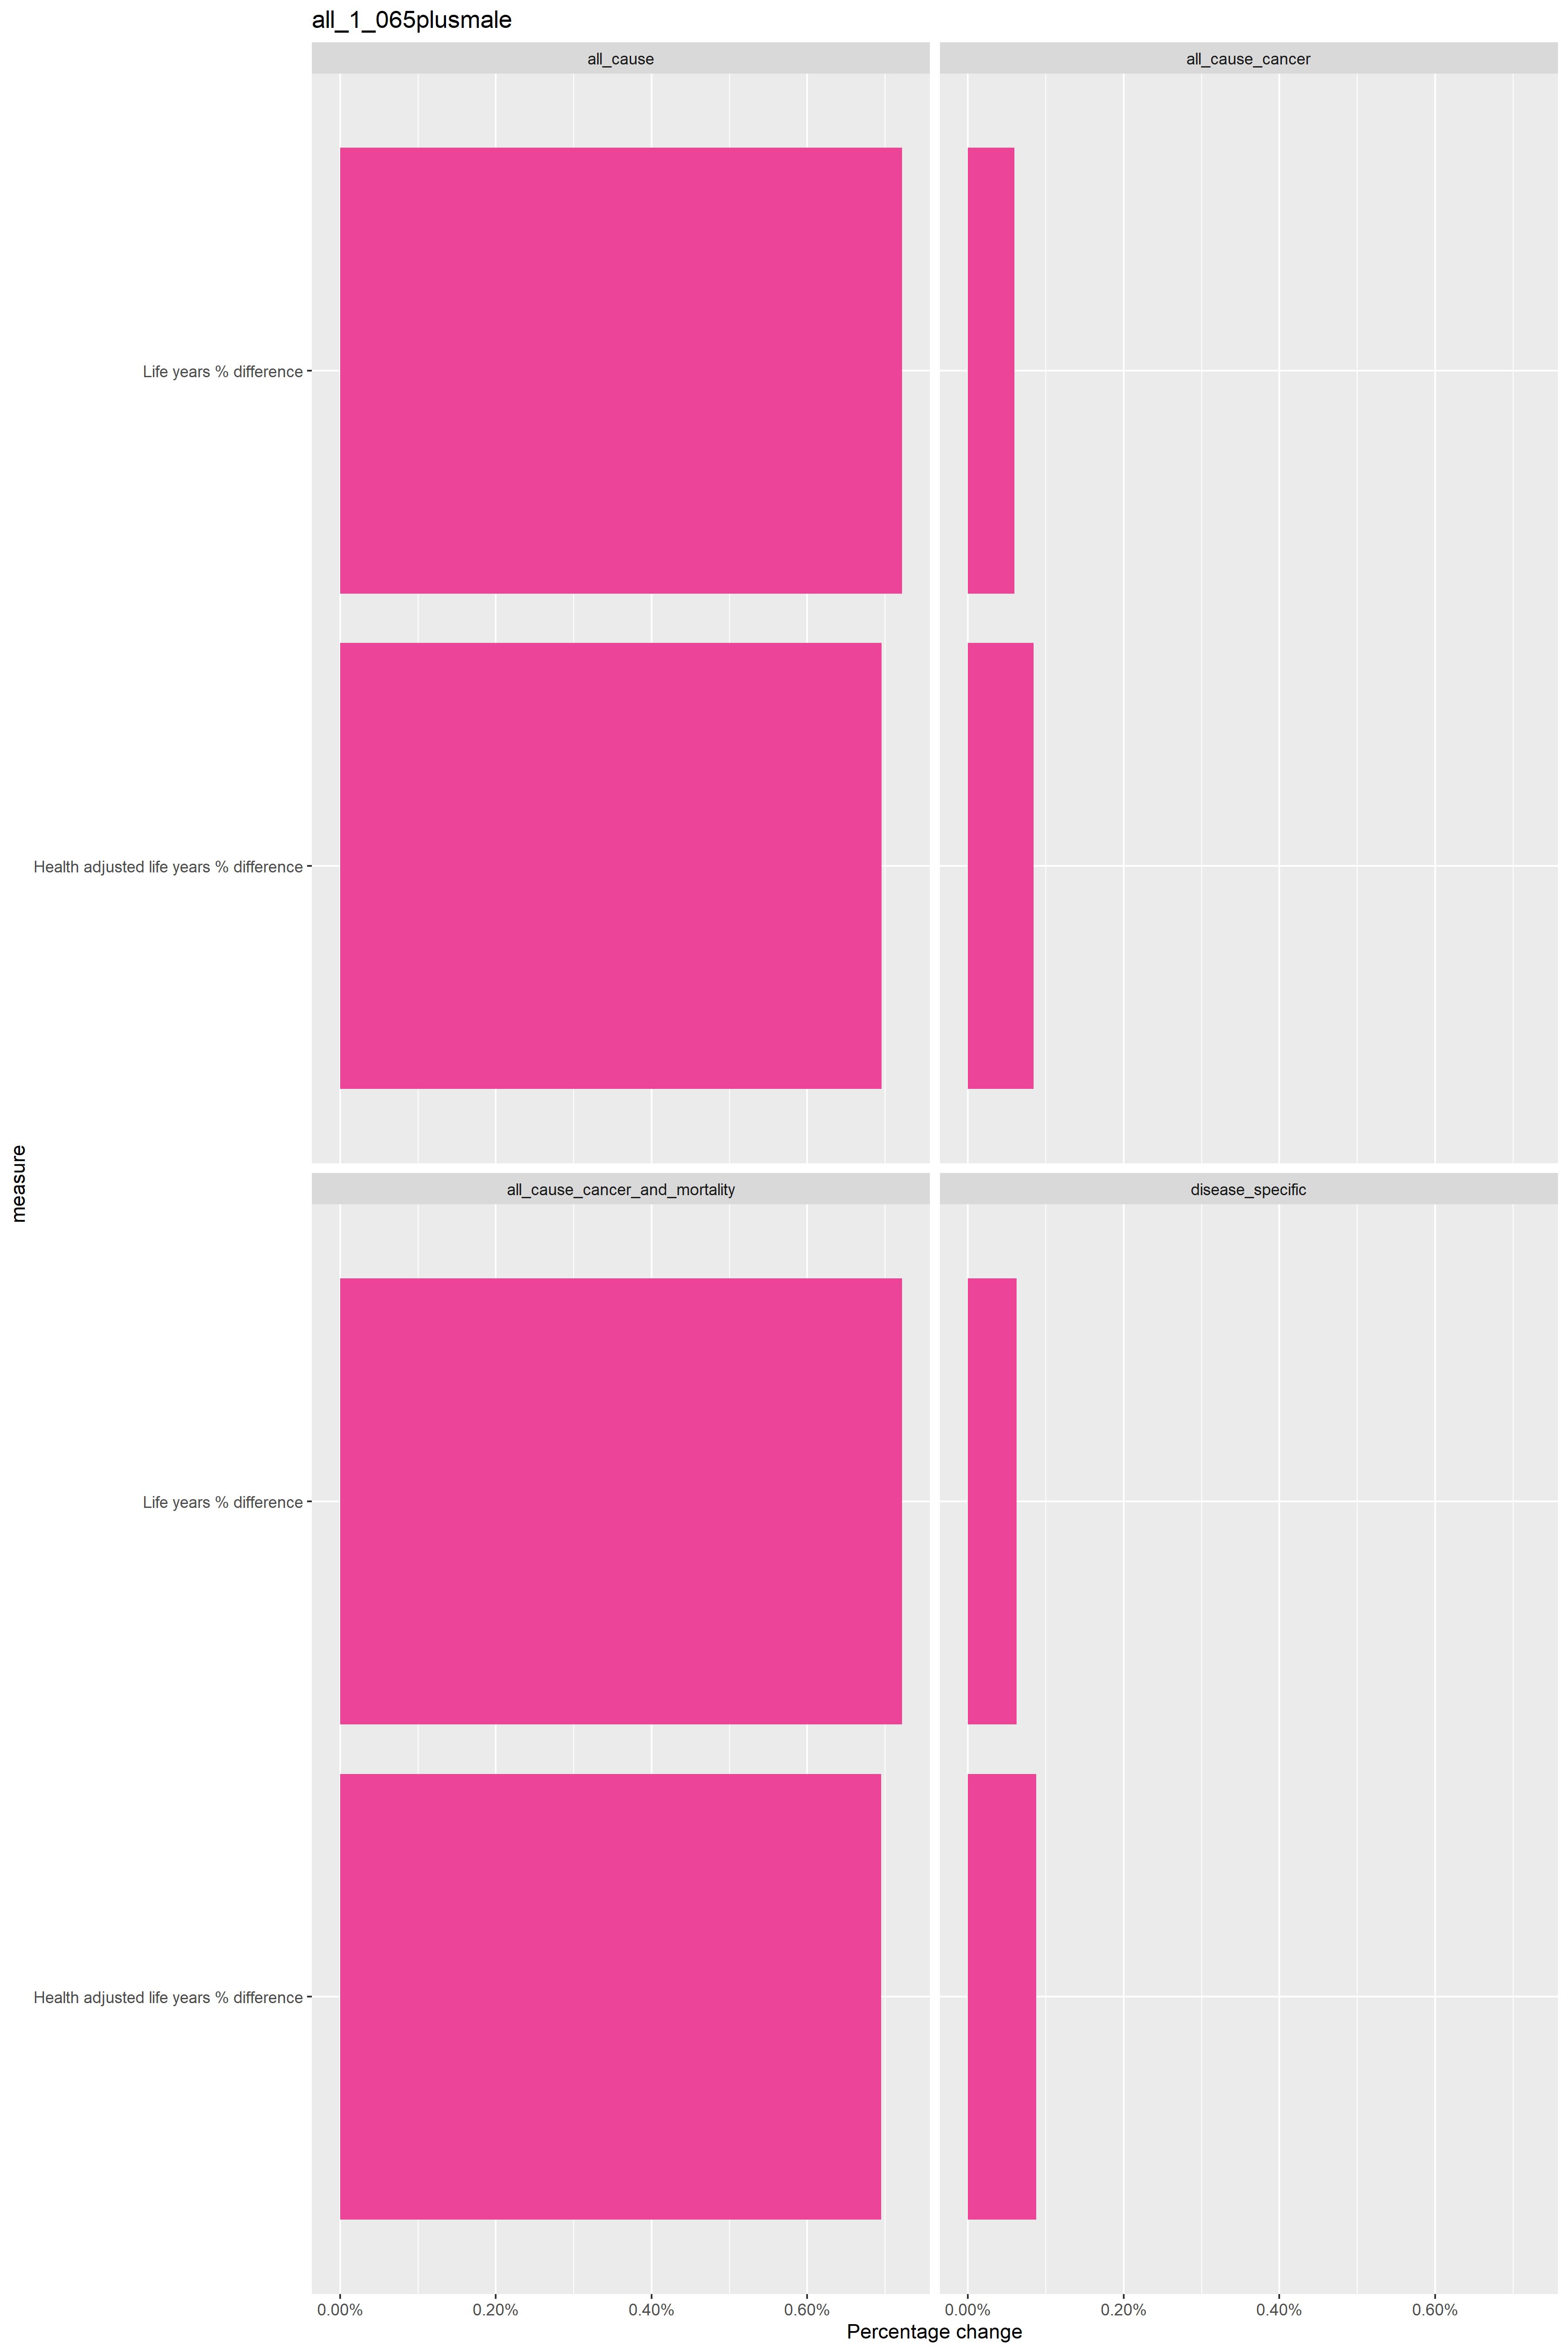 all_1_065plusmale
all_cause
all_cause_cancer
Life years % difference
Health adjusted life years % difference
measure
all_cause_cancer_and_mortality
disease_specific
Life years % difference
Health adjusted life years % difference
0.00% 0.20% 0.40% 0.60%
0.00% 0.20% 0.40% 0.60%
Percentage change